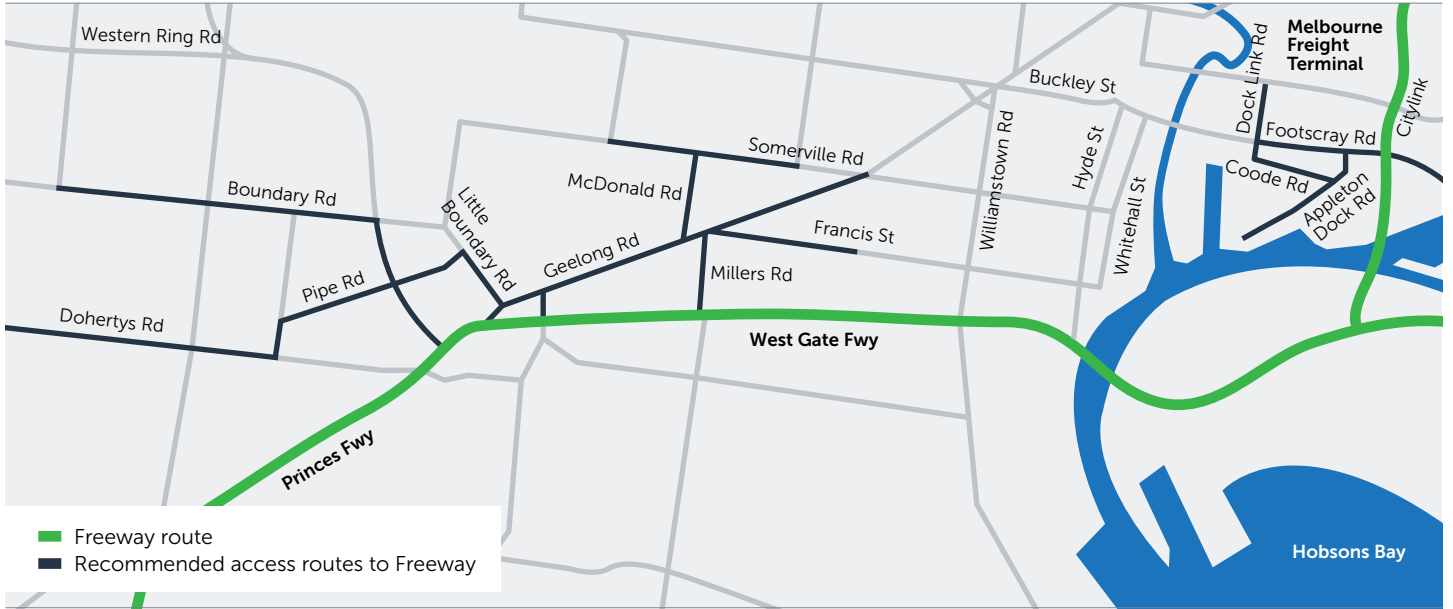 Western Ring Rd
Melbourne
Freight
Terminal
Dock Link Rd
Citylink
Buckley St
Footscray Rd
Somerville Rd
Williamstown Rd
Hyde St
Coode Rd
Appleton
Dock Rd
McDonald Rd
Boundary Rd
Little
Boundary Rd
Whitehall St
Francis St
Geelong Rd
Millers Rd
Pipe Rd
Dohertys Rd
West Gate Fwy
Princes Fwy
Freeway route
Recommended access routes to Freeway
Hobsons Bay